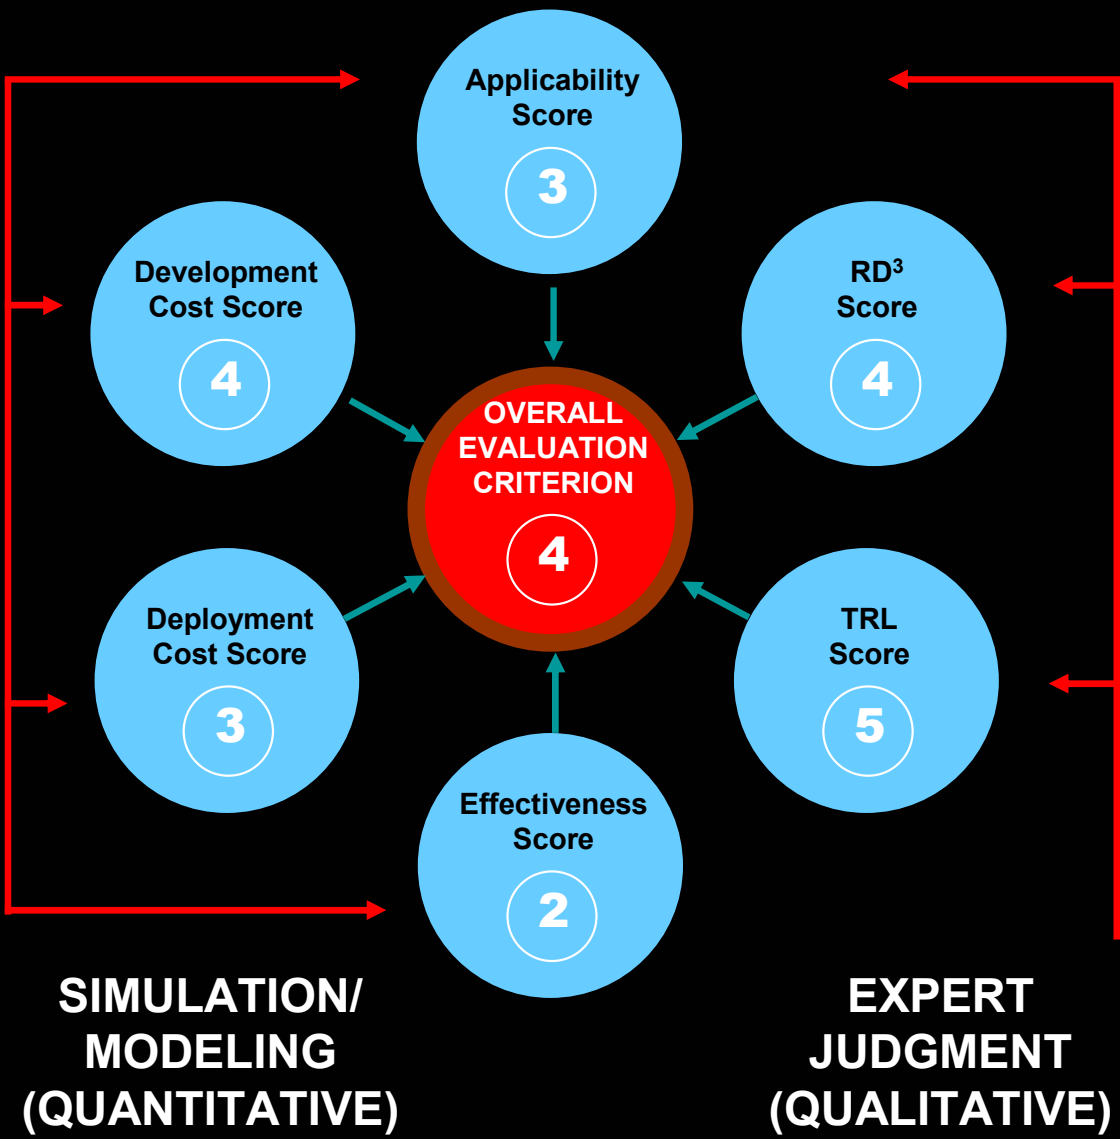 Applicability
Score
3
Development
Cost Score
4
RD³
Score
4
OVERALL
EVALUATION
CRITERION
4
Deployment
Cost Score
3
TRL
Score
5
Effectiveness
Score
2
SIMULATION/
MODELING
(QUANTITATIVE)
EXPERT
JUDGMENT
(QUALITATIVE)